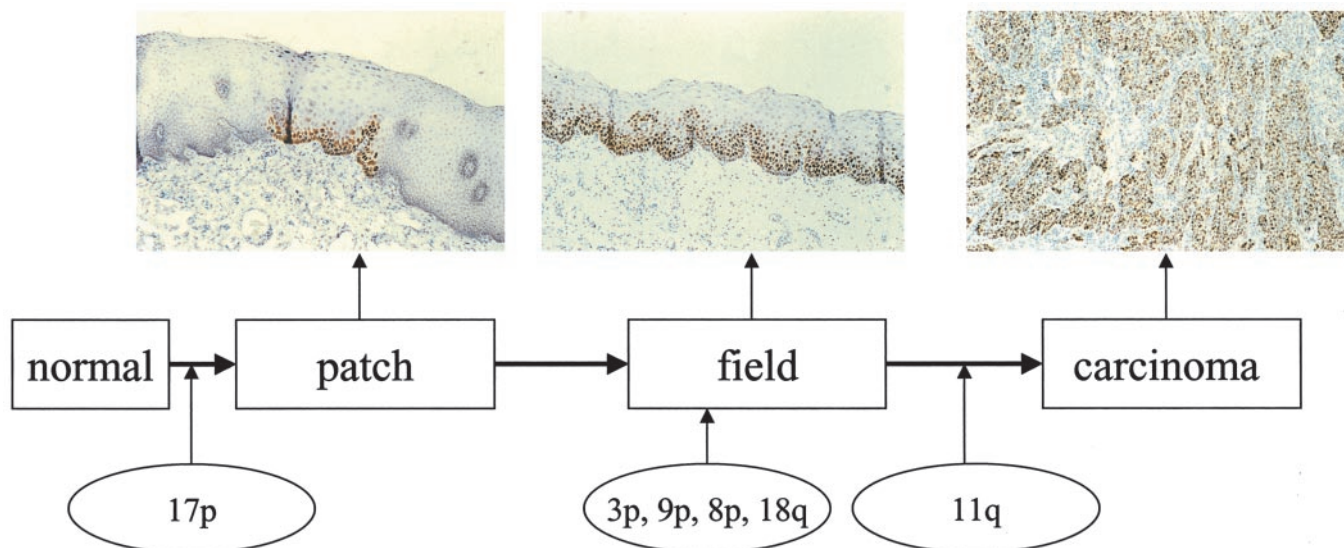 normal
patch
field
carcinoma
17p
3p, 9p, 8p, 18q
11q